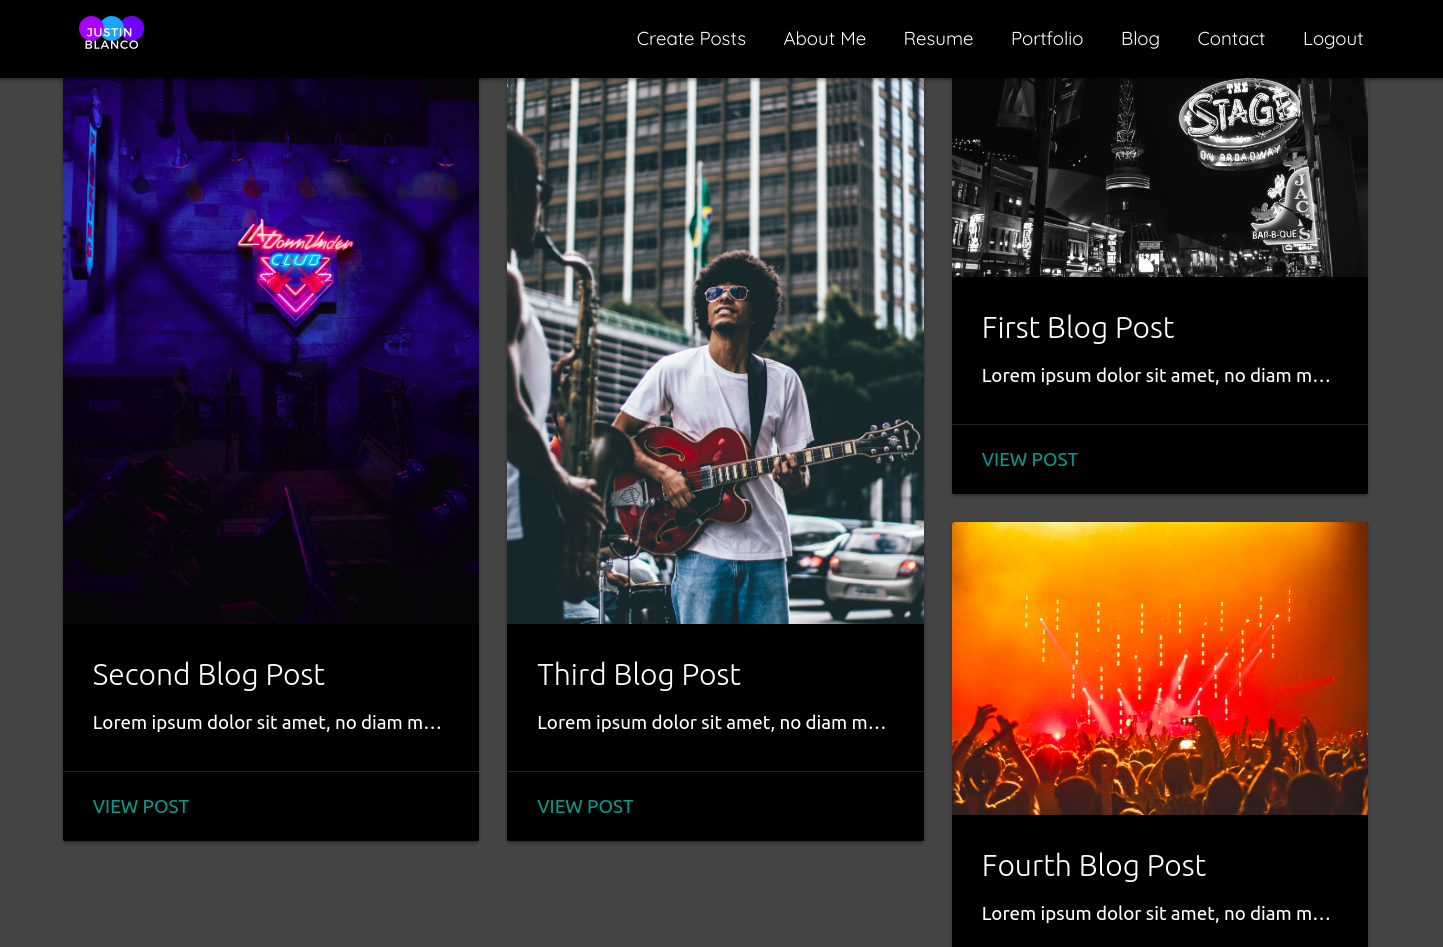 JUSTIN
BLANCO
Create Posts
About Me
Resume
Portfolio
Blog
Contact
Logout
LA DownUnder
CLUB
Second Blog Post
Lorem ipsum dolor sit amet, no diam m...
VIEW POST
Third Blog Post
Lorem ipsum dolor sit amet, no diam m...
VIEW POST
THE
STAGE
ON BROADWAY
JACK'S
BAR-B-QUE
First Blog Post
Lorem ipsum dolor sit amet, no diam m...
VIEW POST
Fourth Blog Post
Lorem ipsum dolor sit amet, no diam m...